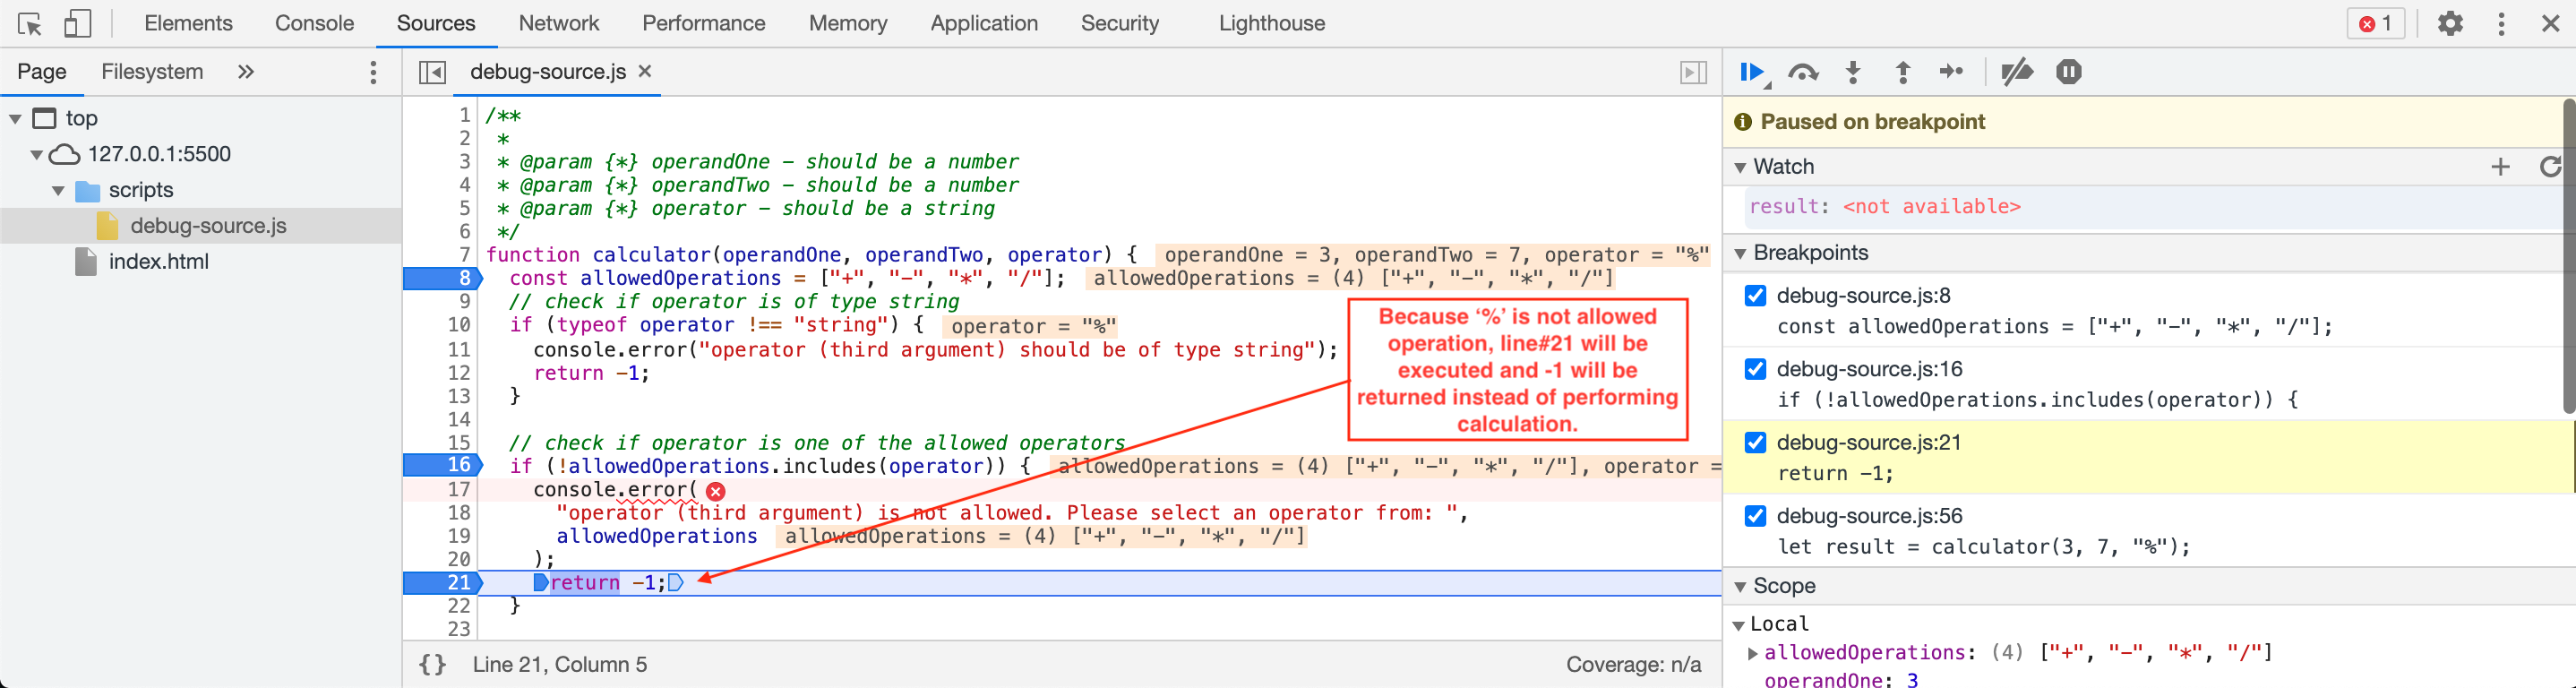 Elements Console Sources Network Performance Memory Application Security Lighthouse 1
Page Filesystem »
top
127.0.0.1:5500
scripts
debug-source.js
index.html
debug-source.js ×
1 /**
2  *
3  * @param {*} operandOne – should be a number
4  * @param {*} operandTwo – should be a number
5  * @param {*} operator – should be a string
6  */
7 function calculator(operandOne, operandTwo, operator) { operandOne = 3, operandTwo = 7, operator = "%"
8   const allowedOperations = ["+", "-", "*", "/"]; allowedOperations = (4) ["+", "-", "*", "/"]
9   // check if operator is of type string
10   if (typeof operator !== "string") { operator = "%"
11     console.error("operator (third argument) should be of type string");
12     return -1;
13   }
14
15   // check if operator is one of the allowed operators
16   if (!allowedOperations.includes(operator)) { allowedOperations = (4) ["+", "-", "*", "/"], operator =
17     console.error(
18       "operator (third argument) is not allowed. Please select an operator from: ",
19       allowedOperations allowedOperations = (4) ["+", "-", "*", "/"]
20     );
21     return -1;
22   }
23
Because ‘%’ is not allowed
operation, line#21 will be
executed and -1 will be
returned instead of performing
calculation.
{} Line 21, Column 5 Coverage: n/a
Paused on breakpoint
Watch
result: <not available>
Breakpoints
debug-source.js:8
const allowedOperations = ["+", "-", "*", "/"];
debug-source.js:16
if (!allowedOperations.includes(operator)) {
debug-source.js:21
return -1;
debug-source.js:56
let result = calculator(3, 7, "%");
Scope
Local
allowedOperations: (4) ["+", "-", "*", "/"]
operandOne: 3